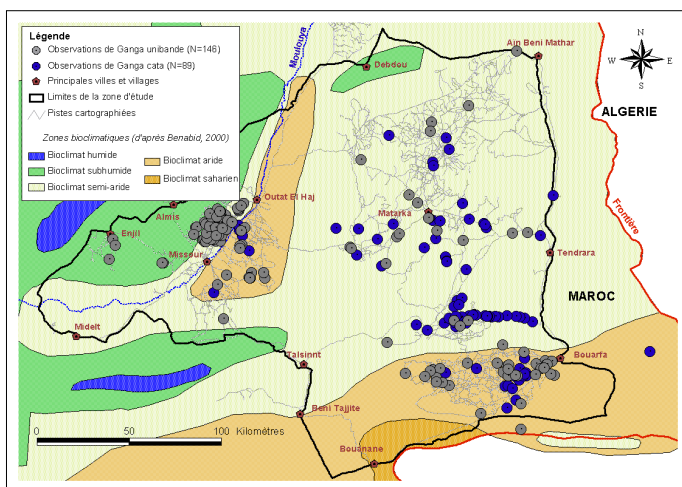 Légende
Observations de Ganga unibande (N=146)
Observations de Ganga cata (N=89)
Principales villes et villages
Limites de la zone d'étude
Pistes cartographiées
Zones bioclimatiques (d'après Benabid, 2000)
Bioclimat humide
Bioclimat subhumide
Bioclimat semi-aride
Bioclimat aride
Bioclimat saharien
Moulouya
Ain Beni Mathar
Debdou
N
W E
S
ALGERIE
Outat El Haj
Almis
Enjil
Matarka
Frontière
Missour
Tendrara
MAROC
Midelt
Taisinnt
Bouarfa
Beni Tajjite
Bouanane
0 50 100 Kilomètres